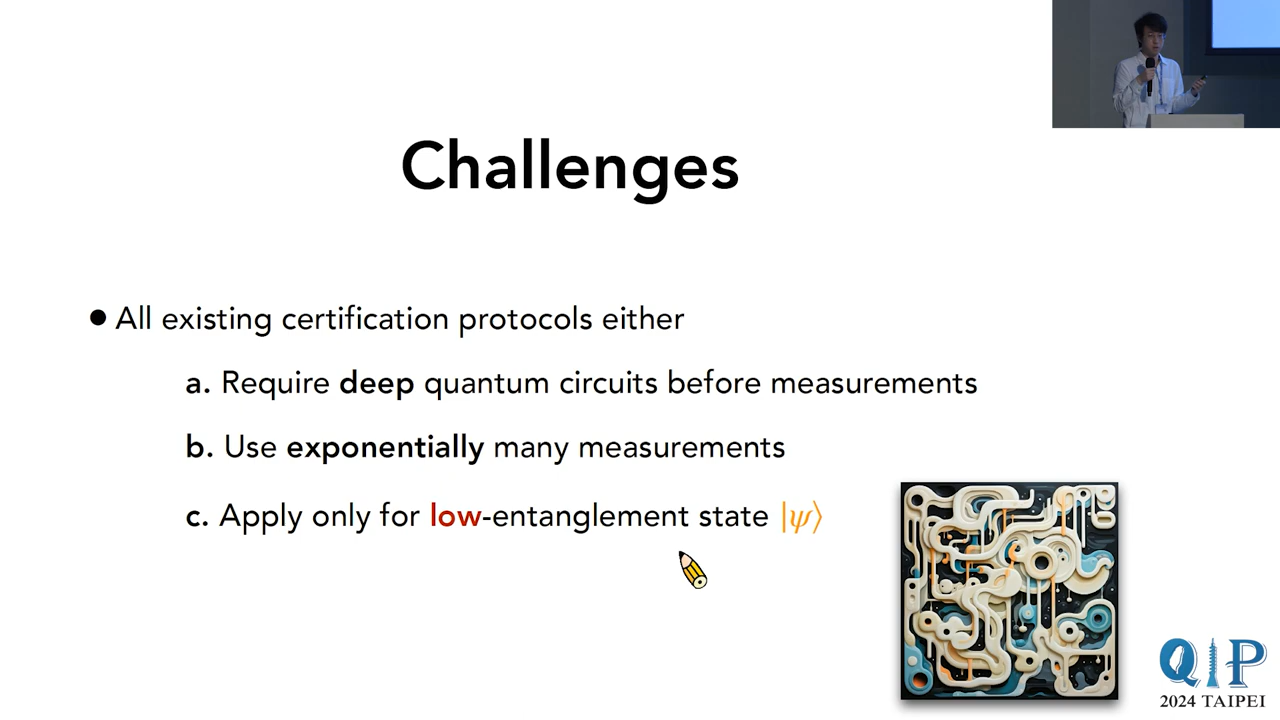 Challenges
● All existing certification protocols either
a. Require deep quantum circuits before measurements
b. Use exponentially many measurements
c. Apply only for low-entanglement state |ψ⟩
QIP
2024 TAIPEI